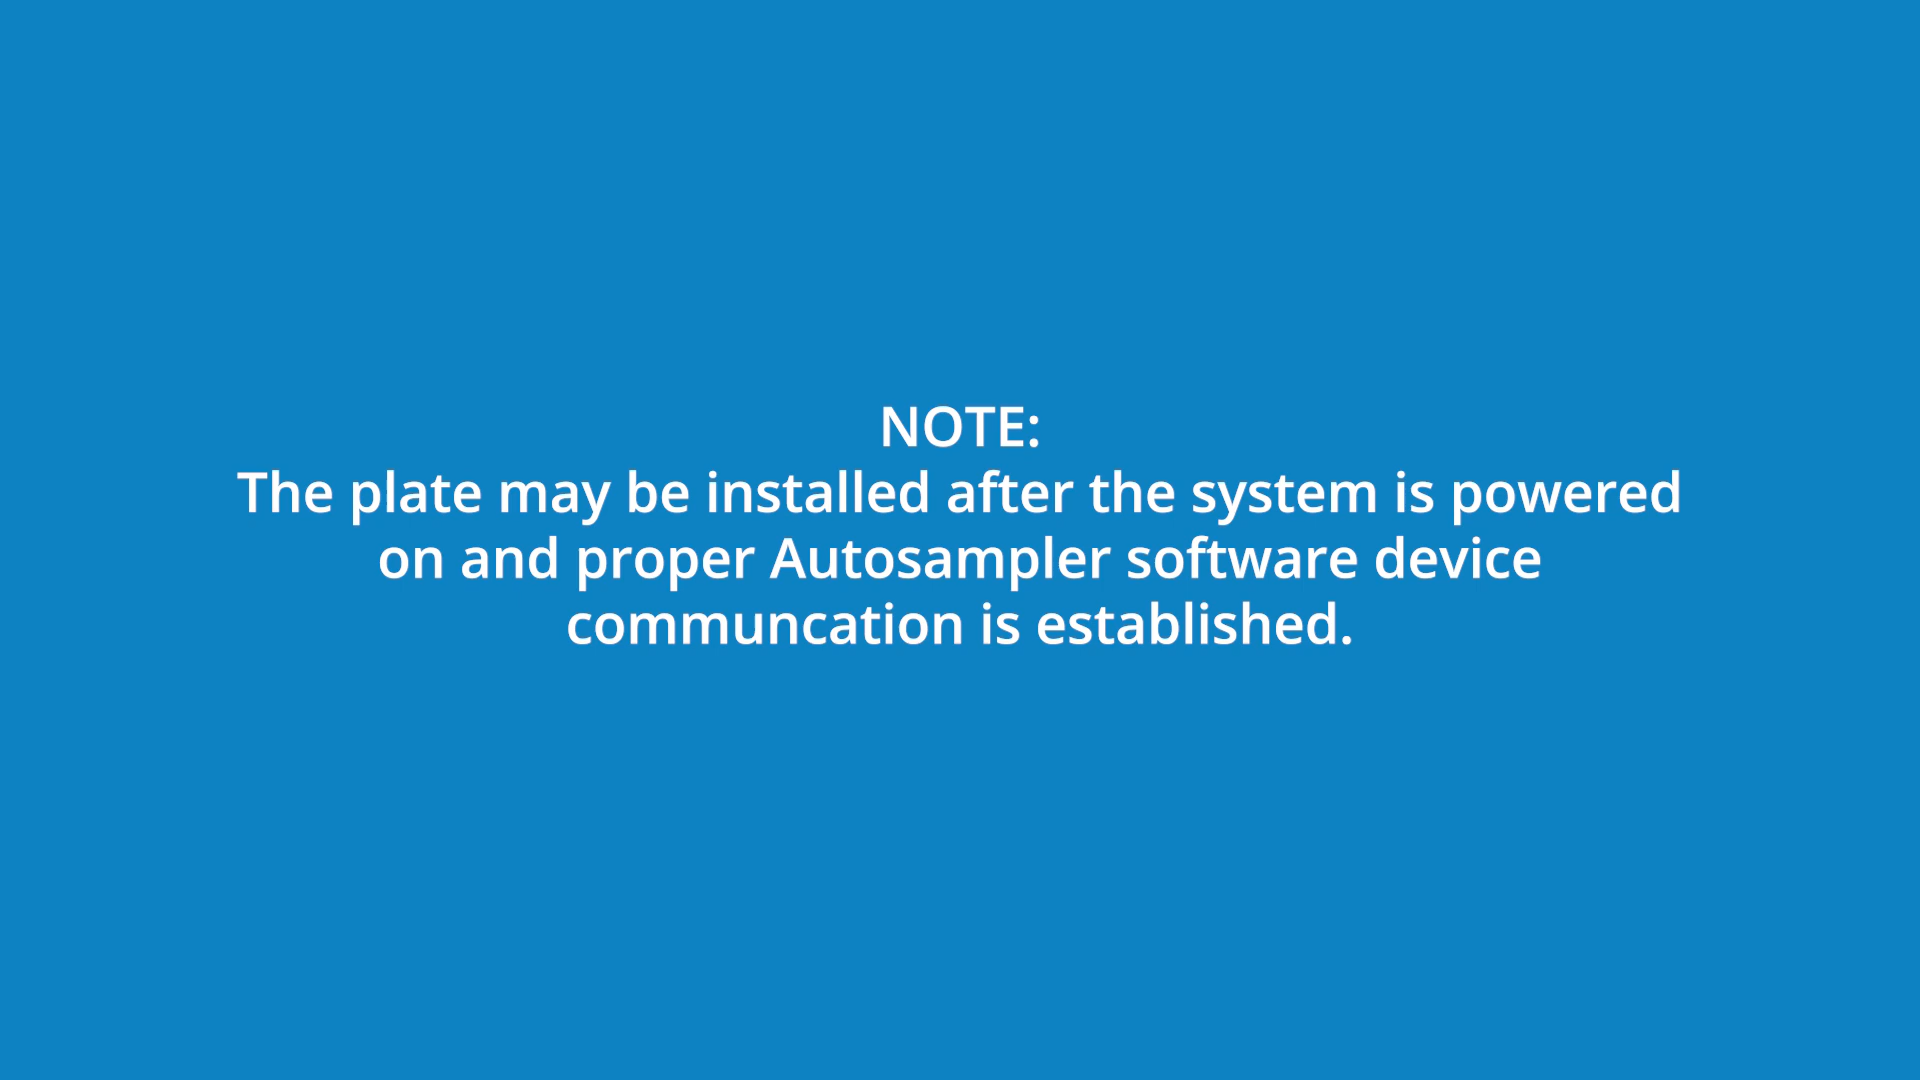 NOTE:
The plate may be installed after the system is powered
on and proper Autosampler software device
communcation is established.